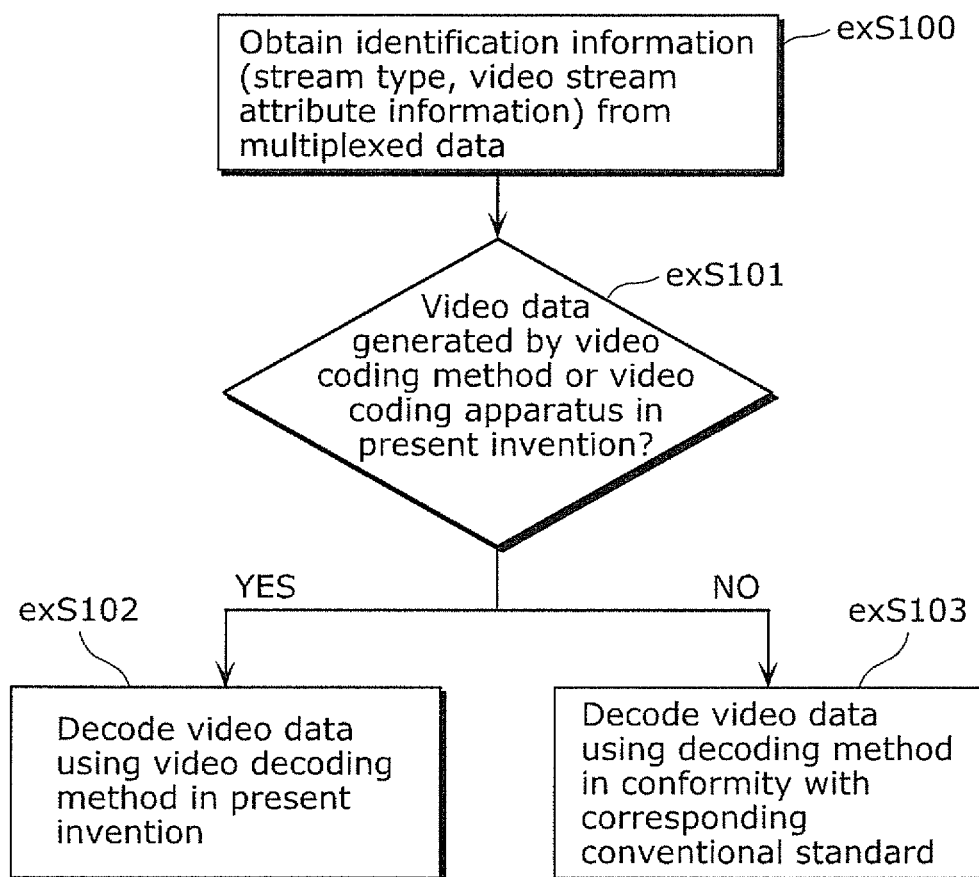 Obtain identification information
(stream type, video stream
attribute information) from
multiplexed data
exS100
exS101
Video data
generated by video
coding method or video
coding apparatus in
present invention?
YES
NO
exS102
exS103
Decode video data
using video decoding
method in present
invention
Decode video data
using decoding method
in conformity with
corresponding
conventional standard